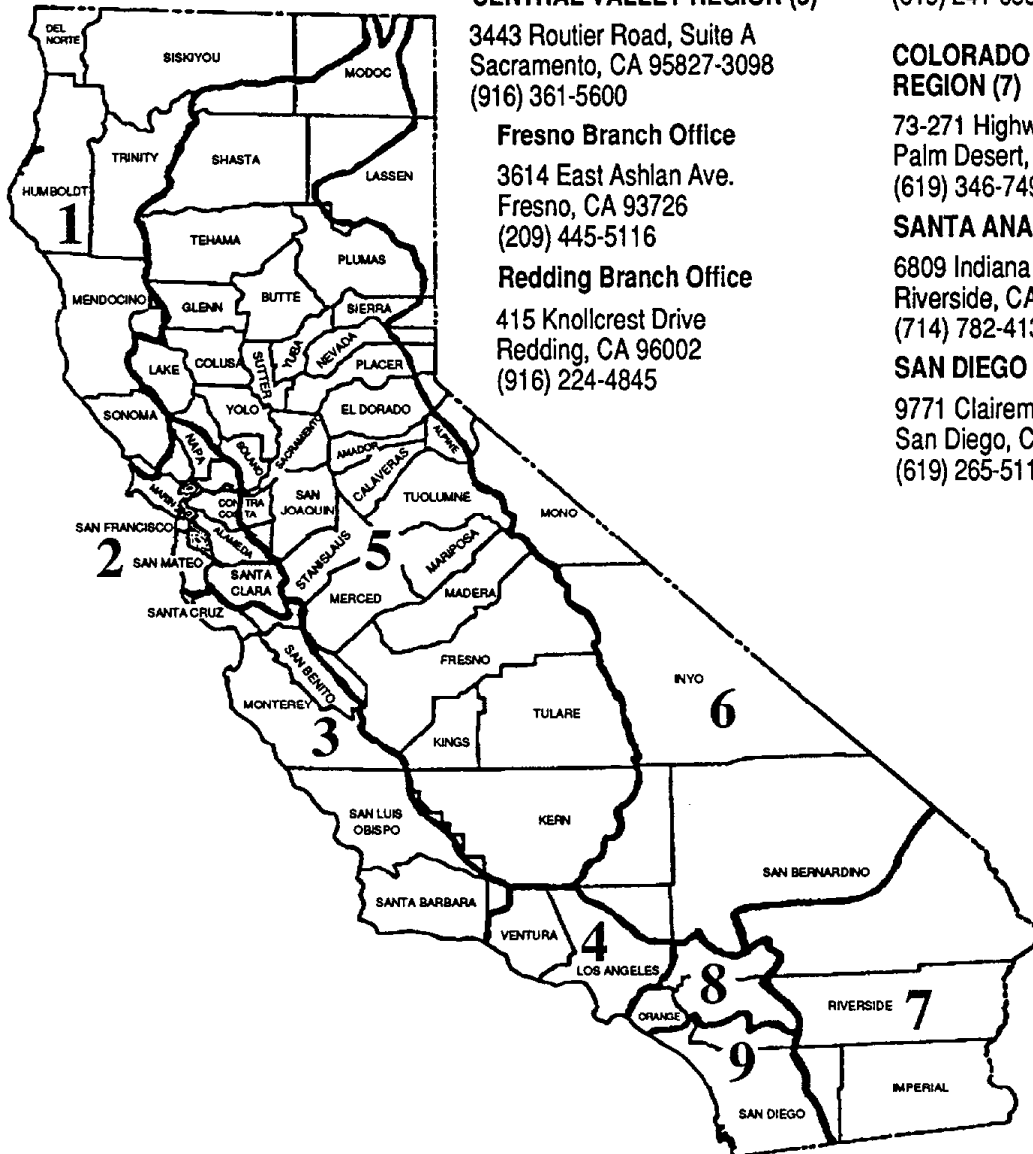 3443 Routier Road, Suite A
Sacramento, CA 95827-3098
(916) 361-5600
Fresno Branch Office
3614 East Ashlan Ave.
Fresno, CA 93726
(209) 445-5116
Redding Branch Office
415 Knollcrest Drive
Redding, CA 96002
(916) 224-4845
COLORADO
REGION (7)
73-271
Palm Desert,
(619)
SANTA ANA
6809 Indiana
Riverside, CA
(714)
SAN DIEGO
9771
San Diego,
(619)
DEL
NORTE
SISKIYOU
MODOC
HUMBOLDT
TRINITY
SHASTA
LASSEN
1
TEHAMA
PLUMAS
MENDOCINO
GLENN
BUTTE
SIERRA
LAKE
COLUSA
SUTTER
YUBA
NEVADA
PLACER
SONOMA
NAPA
YOLO
SOLANO
SACRAMENTO
EL DORADO
AMADOR
ALPINE
CALAVERAS
MARIN
CONTRA
COSTA
SAN
JOAQUIN
TUOLUMNE
MONO
SAN FRANCISCO
ALAMEDA
2
SAN MATEO
SANTA
CLARA
STANISLAUS
5
MARIPOSA
SANTA CRUZ
MERCED
MADERA
SAN BENITO
FRESNO
INYO
6
MONTEREY
3
KINGS
TULARE
SAN LUIS
OBISPO
KERN
SAN BERNARDINO
SANTA BARBARA
VENTURA
4
LOS ANGELES
8
ORANGE
RIVERSIDE
7
9
SAN DIEGO
IMPERIAL